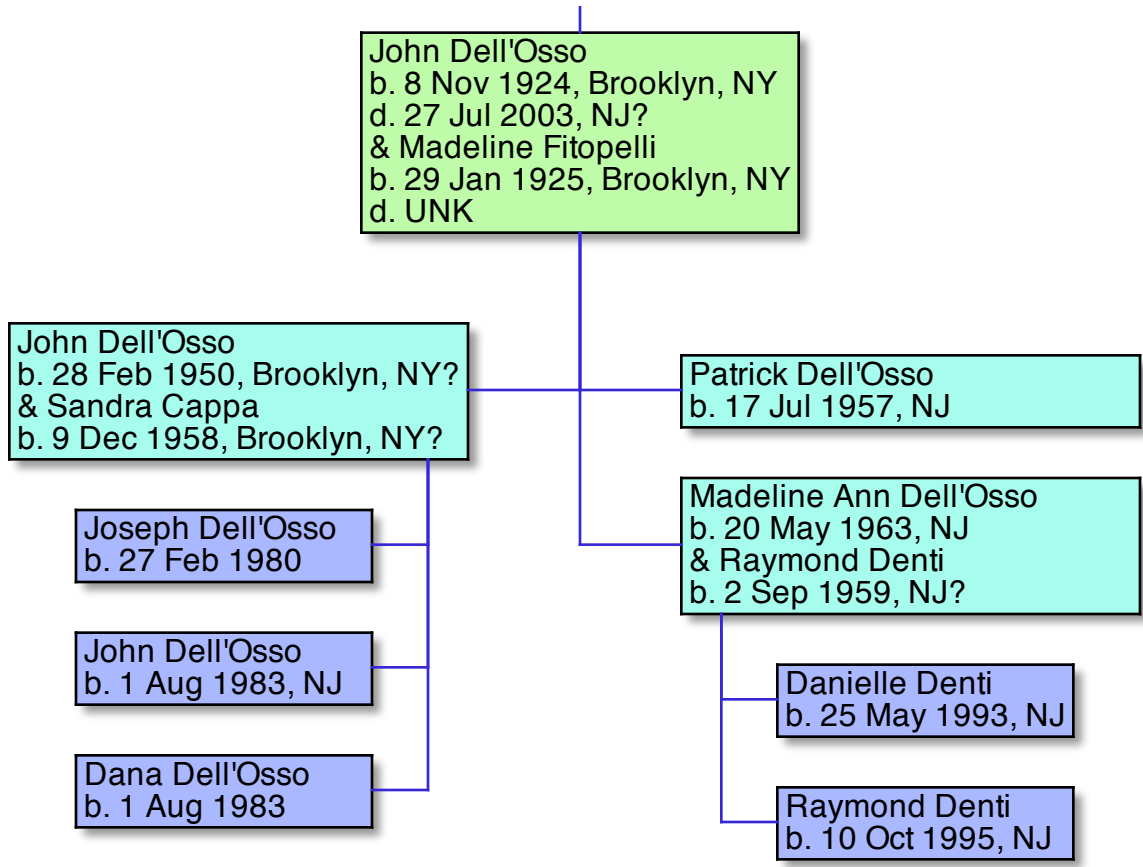 John Dell'Osso
b. 8 Nov 1924, Brooklyn, NY
d. 27 Jul 2003, NJ?
& Madeline Fitopelli
b. 29 Jan 1925, Brooklyn, NY
d. UNK
John Dell'Osso
b. 28 Feb 1950, Brooklyn, NY?
& Sandra Cappa
b. 9 Dec 1958, Brooklyn, NY?
Joseph Dell'Osso
b. 27 Feb 1980
John Dell'Osso
b. 1 Aug 1983, NJ
Dana Dell'Osso
b. 1 Aug 1983
Patrick Dell'Osso
b. 17 Jul 1957, NJ
Madeline Ann Dell'Osso
b. 20 May 1963, NJ
& Raymond Denti
b. 2 Sep 1959, NJ?
Danielle Denti
b. 25 May 1993, NJ
Raymond Denti
b. 10 Oct 1995, NJ